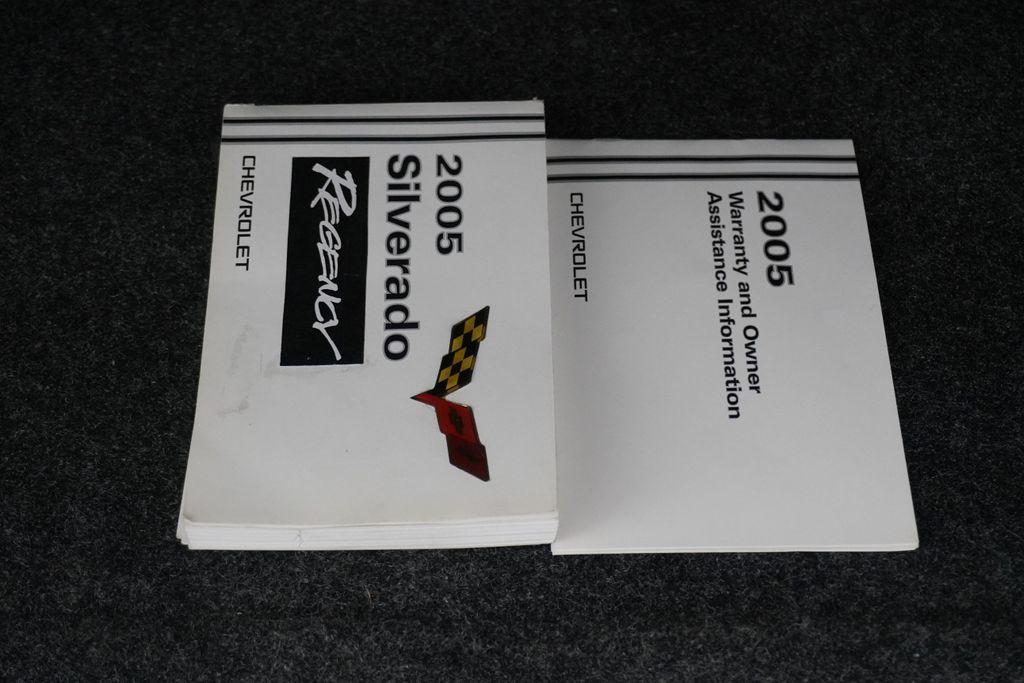 2005
Silverado
REGENCY
CHEVROLET
2005
Warranty and Owner
Assistance Information
CHEVROLET